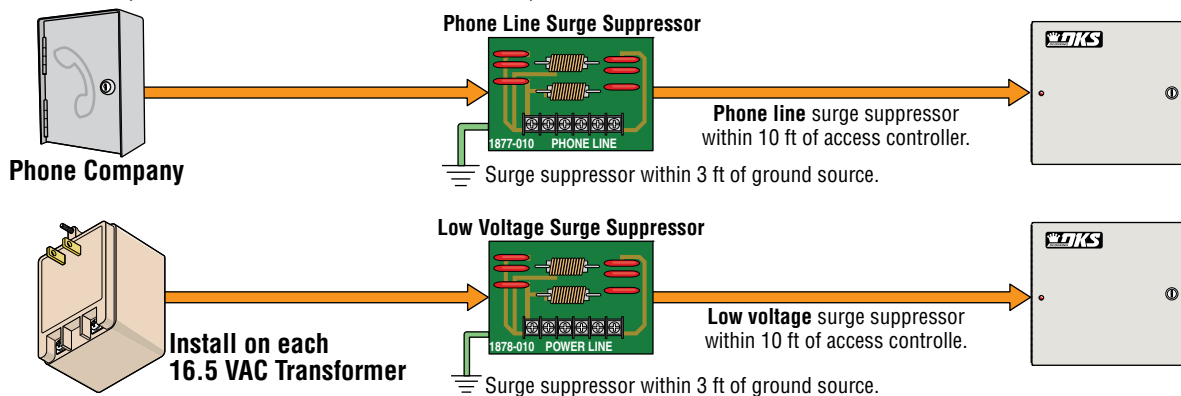 Phone Line Surge Suppressor
DKS
1877-010 PHONE LINE
Phone line surge suppressor
within 10 ft of access controller.
Phone Company
Surge suppressor within 3 ft of ground source.
Low Voltage Surge Suppressor
DKS
Install on each
16.5 VAC Transformer
1878-010 POWER LINE
Low voltage surge suppressor
within 10 ft of access controlle.
Surge suppressor within 3 ft of ground source.